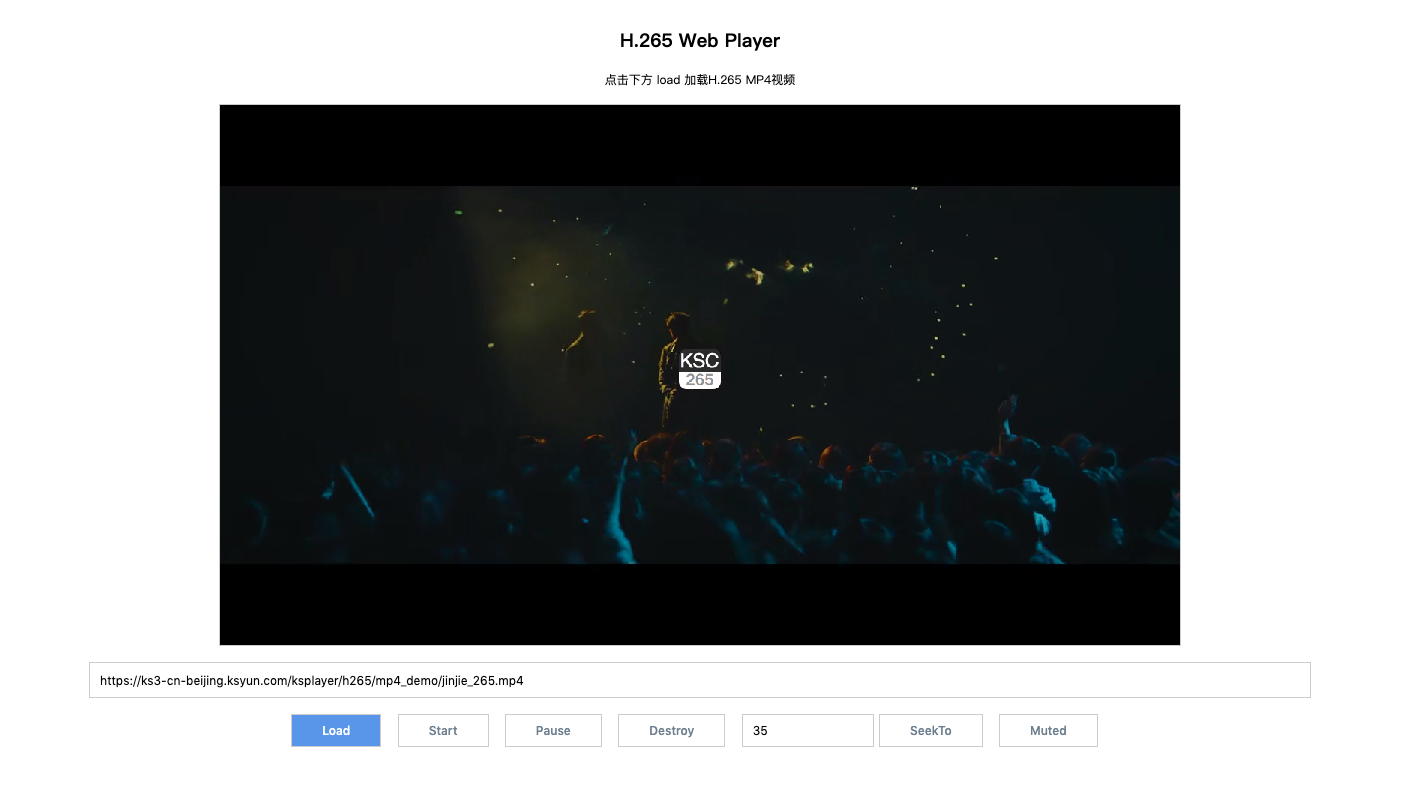 H.265 Web Player
点击下方 load 加载H.265 MP4视频
KSC
265
https://ks3-cn-beijing.ksyun.com/ksplayer/h265/mp4_demo/jinjie_265.mp4
Load Start Pause Destroy 35 SeekTo Muted